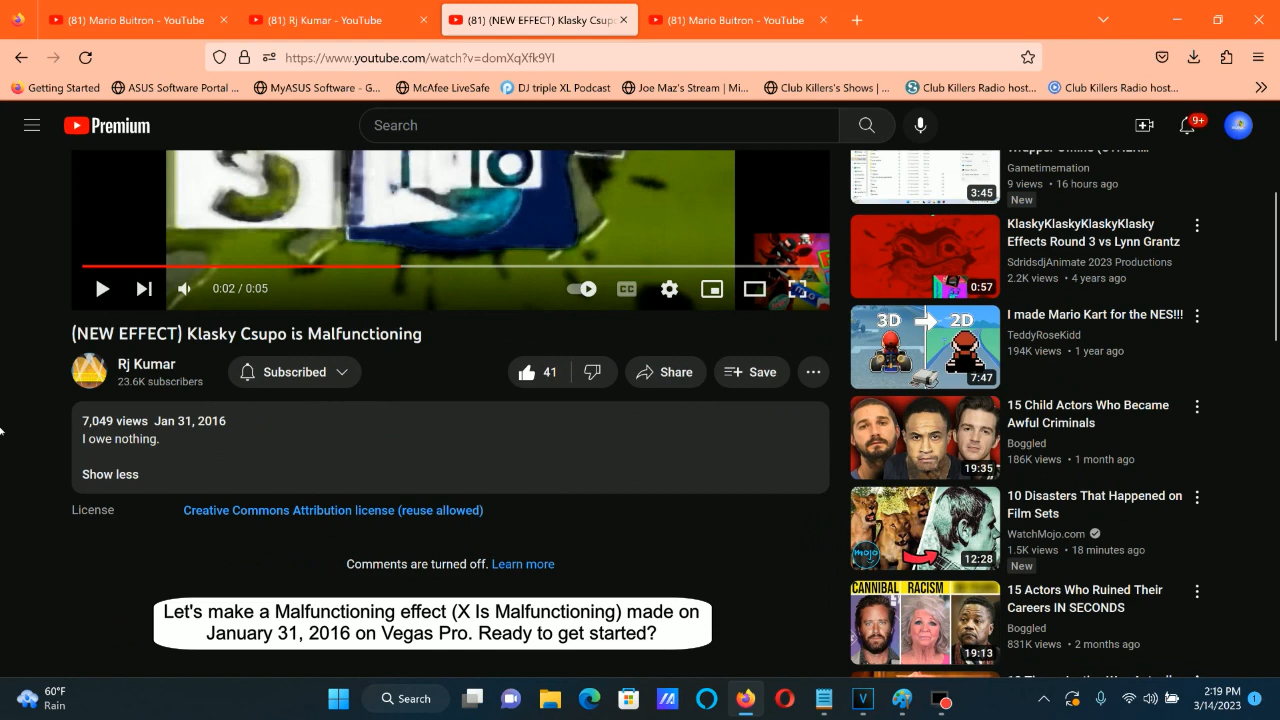 (81) Mario Buitron - YouTube
(81) Rj Kumar - YouTube
(81) (NEW EFFECT) Klasky Csupo
(81) Mario Buitron - YouTube
https://www.youtube.com/watch?v=domXqXfk9YI
Getting Started
ASUS Software Portal ...
MyASUS Software - G...
McAfee LiveSafe
DJ triple XL Podcast
Joe Maz's Stream | Mi...
Club Killers's Shows | ...
Club Killers Radio host...
Club Killers Radio host...
Premium
Search
9+
3:45
Gametimernation
9 views • 16 hours ago
New
KlaskyKlaskyKlaskyKlasky
Effects Round 3 vs Lynn Grantz
SdridsdjAnimate 2023 Productions
2.2K views • 4 years ago
0:57
0:02 / 0:05
CC
(NEW EFFECT) Klasky Csupo is Malfunctioning
Rj Kumar
23.6K subscribers
Subscribed
41
Share
Save
7,049 views Jan 31, 2016
I owe nothing.
Show less
License
Creative Commons Attribution license (reuse allowed)
Comments are turned off. Learn more
Let's make a Malfunctioning effect (X Is Malfunctioning) made on
January 31, 2016 on Vegas Pro. Ready to get started?
3D
2D
7:47
I made Mario Kart for the NES!!!
TeddyRoseKidd
194K views • 1 year ago
19:35
15 Child Actors Who Became
Awful Criminals
Boggled
186K views • 1 month ago
mojo
12:28
10 Disasters That Happened on
Film Sets
WatchMojo.com
1.5K views • 18 minutes ago
New
CANNIBAL
RACISM
19:13
15 Actors Who Ruined Their
Careers IN SECONDS
Boggled
831K views • 2 months ago
60°F
Rain
Search
2:19 PM
3/14/2023
1